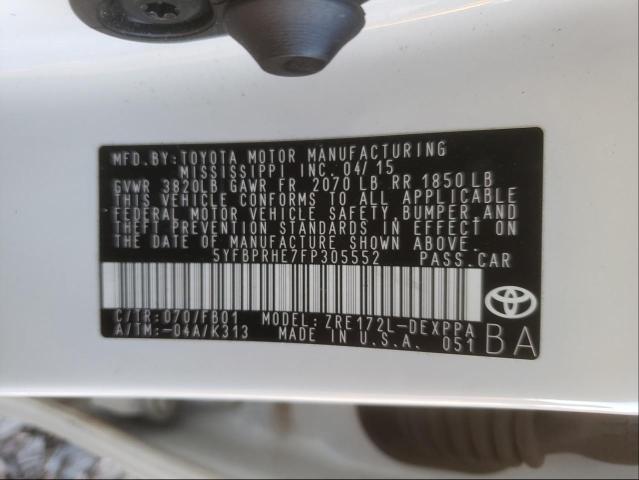 MFD. BY: TOYOTA MOTOR MANUFACTURING
MISSISSIPPI INC. 04/15
GVWR 3820LB GAWR FR 2070 LB RR 1850 LB
THIS VEHICLE CONFORMS TO ALL APPLICABLE
FEDERAL MOTOR VEHICLE SAFETY, BUMPER, AND
THEFT PREVENTION STANDARDS IN EFFECT ON
THE DATE OF MANUFACTURE SHOWN ABOVE.
5YFBPRHE7FP305552 PASS. CAR
C/TR: 070/FB01 MODEL: ZRE172L-DEXPPA
A/TM: -04A/K313 MADE IN U.S.A. 051
BA